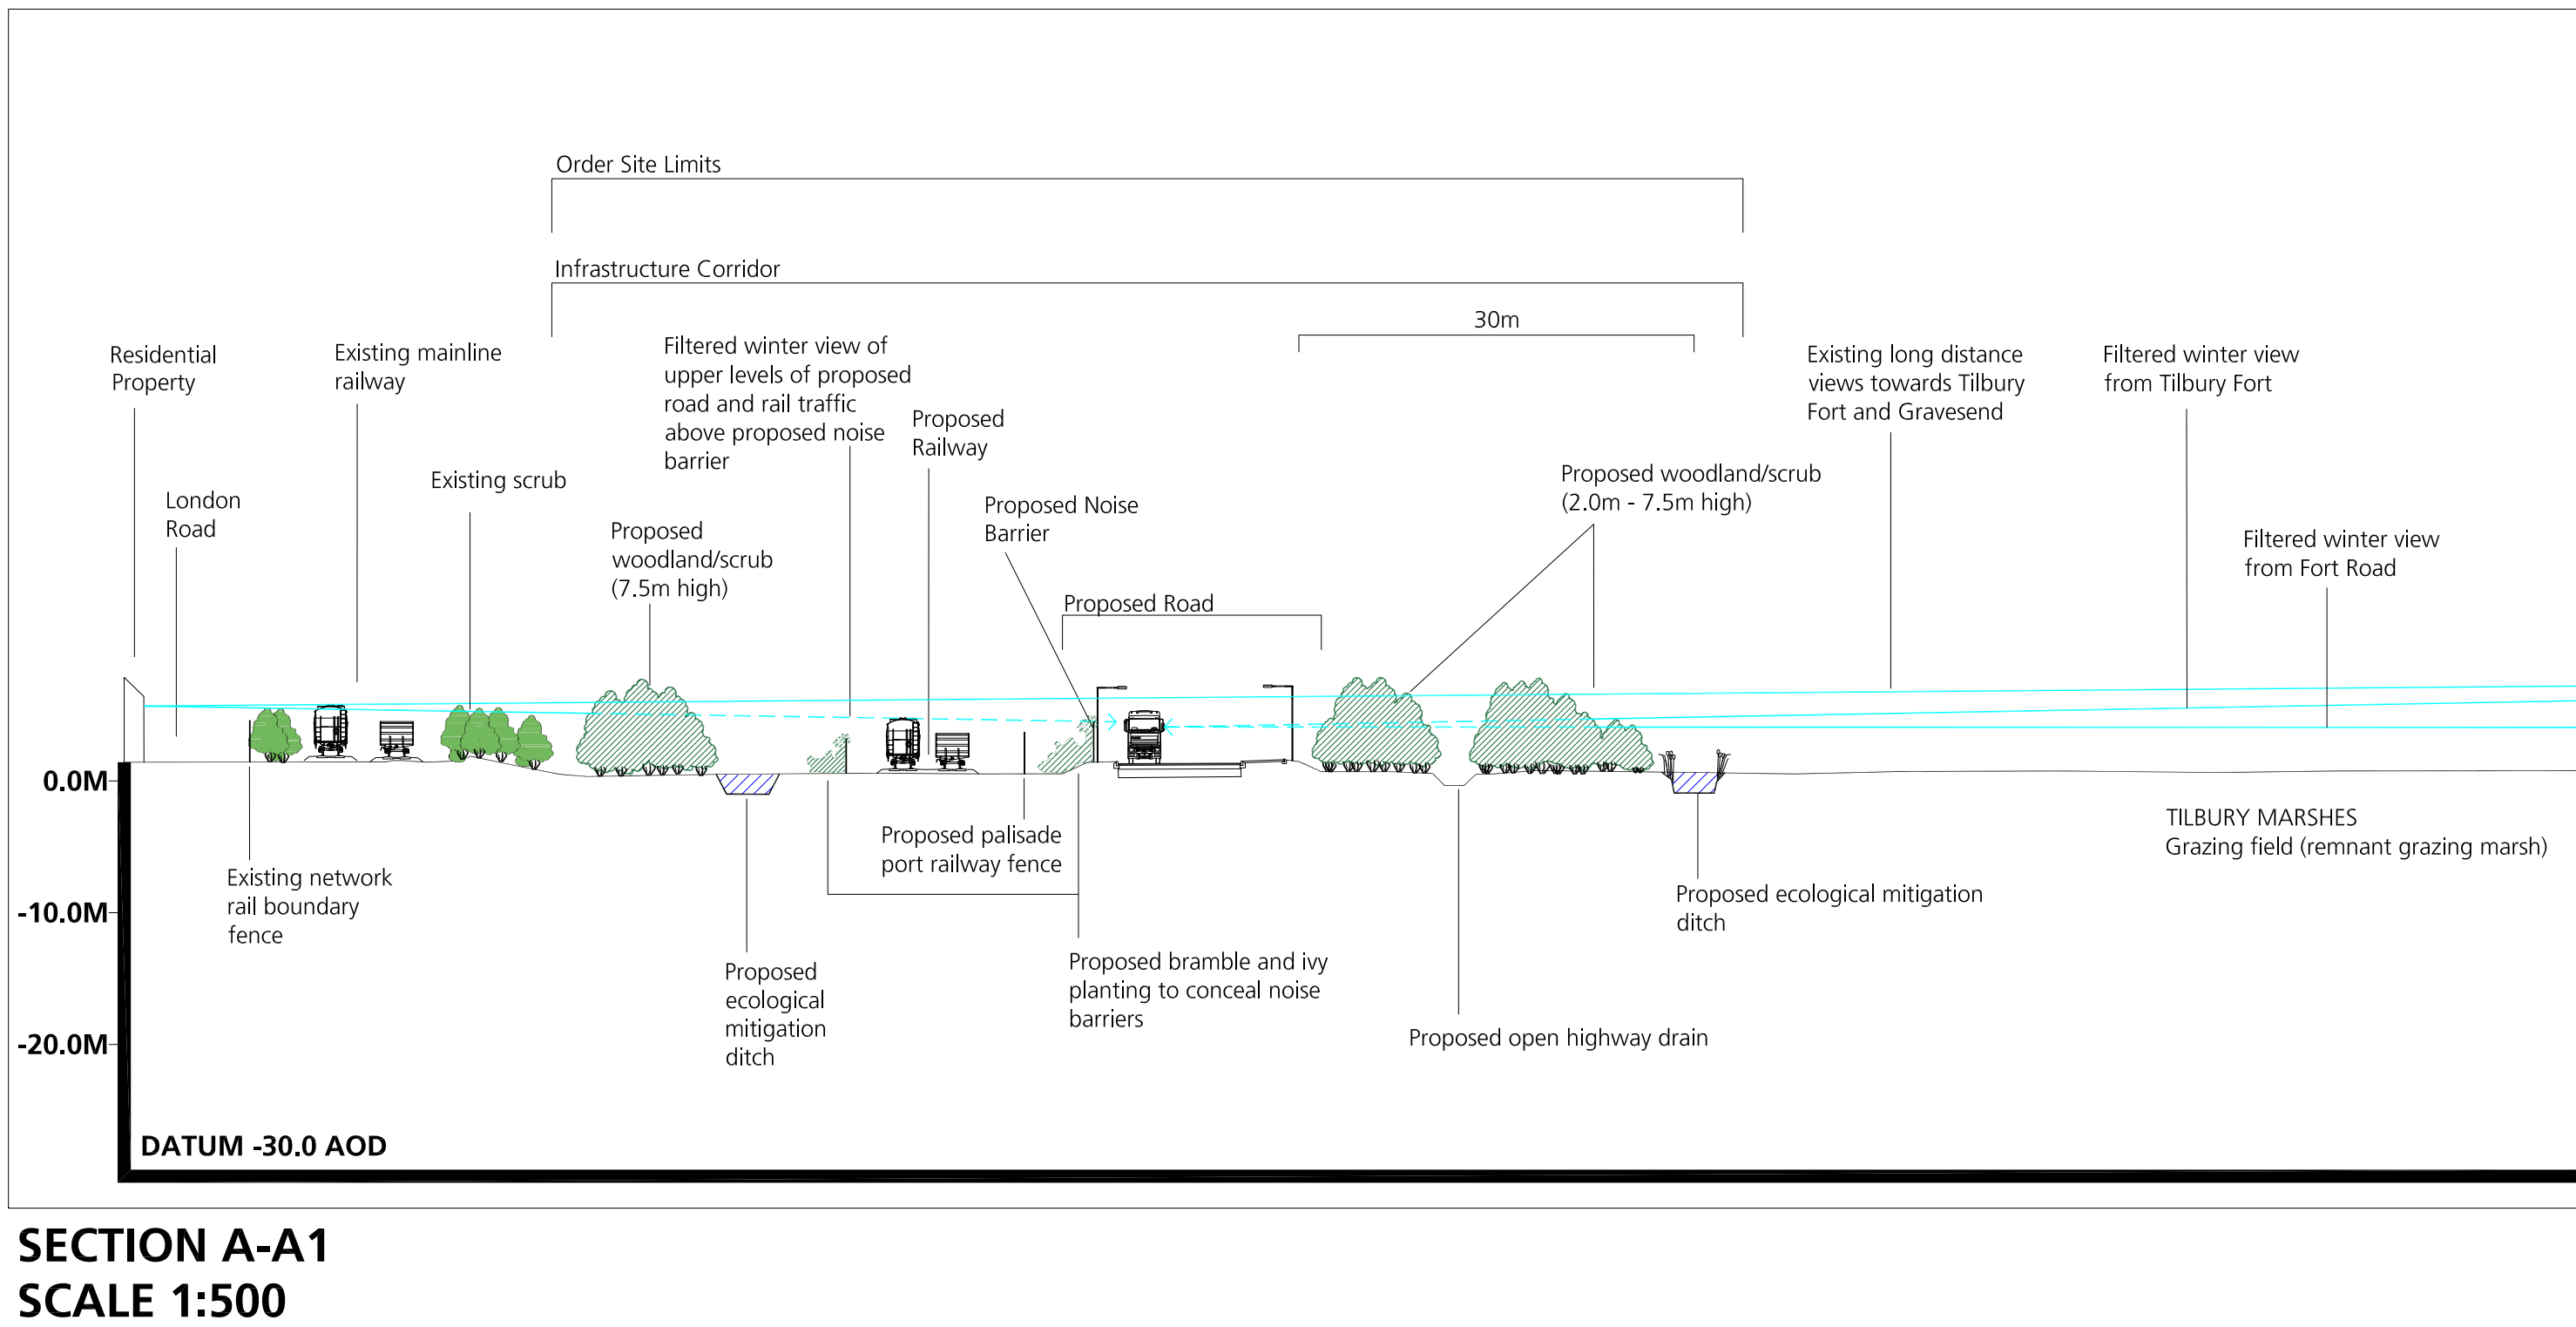 Order Site Limits
Infrastructure Corridor
30m
Residential
Property
Existing mainline
railway
Filtered winter view of
upper levels of proposed
road and rail traffic
above proposed noise
barrier
Existing long distance
views towards Tilbury
Fort and Gravesend
Filtered winter view
from Tilbury Fort
Proposed
Railway
Existing scrub
London
Road
Proposed woodland/scrub
(2.0m - 7.5m high)
Proposed Noise
Barrier
Proposed
woodland/scrub
(7.5m high)
Filtered winter view
from Fort Road
Proposed Road
0.0M
TILBURY MARSHES
Grazing field (remnant grazing marsh)
Proposed palisade
port railway fence
Existing network
rail boundary
fence
Proposed ecological mitigation
ditch
-10.0M
Proposed
ecological
mitigation
ditch
Proposed bramble and ivy
planting to conceal noise
barriers
Proposed open highway drain
-20.0M
DATUM -30.0 AOD
SECTION A-A1
SCALE 1:500